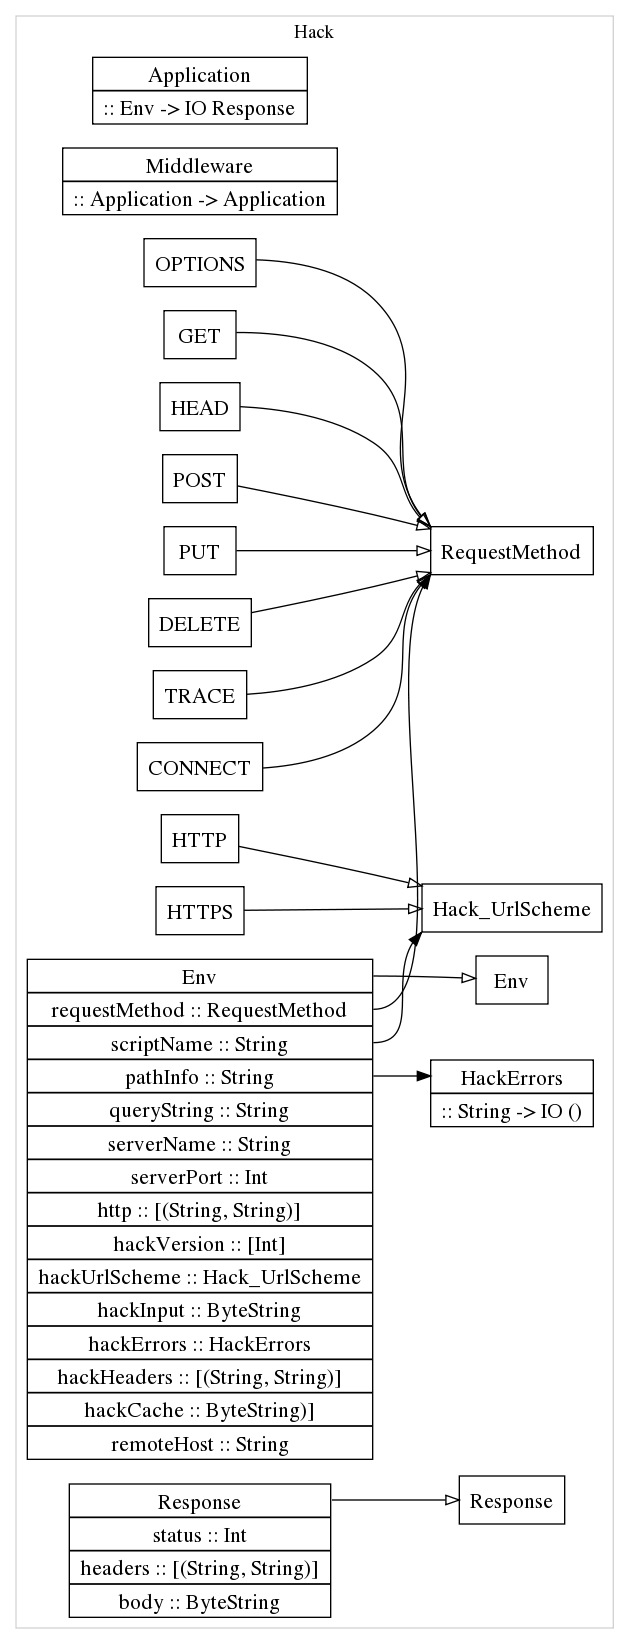 Hack
Application
:: Env -> IO Response
Middleware
:: Application -> Application
OPTIONS
GET
HEAD
POST
PUT
RequestMethod
DELETE
TRACE
CONNECT
HTTP
HTTPS
Hack_UrlScheme
Env
Env
requestMethod :: RequestMethod
scriptName :: String
pathInfo :: String
HackErrors
:: String -> IO ()
queryString :: String
serverName :: String
serverPort :: Int
http :: [(String, String)]
hackVersion :: [Int]
hackUrlScheme :: Hack_UrlScheme
hackInput :: ByteString
hackErrors :: HackErrors
hackHeaders :: [(String, String)]
hackCache :: ByteString)]
remoteHost :: String
Response
Response
status :: Int
headers :: [(String, String)]
body :: ByteString